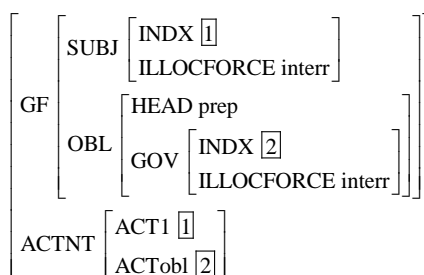 SUBJ INDX 1
ILLOCFORCE interr
GF
HEAD prep
OBL
GOV INDX 2
ILLOCFORCE interr
ACTNT ACT1 1
ACTobl 2